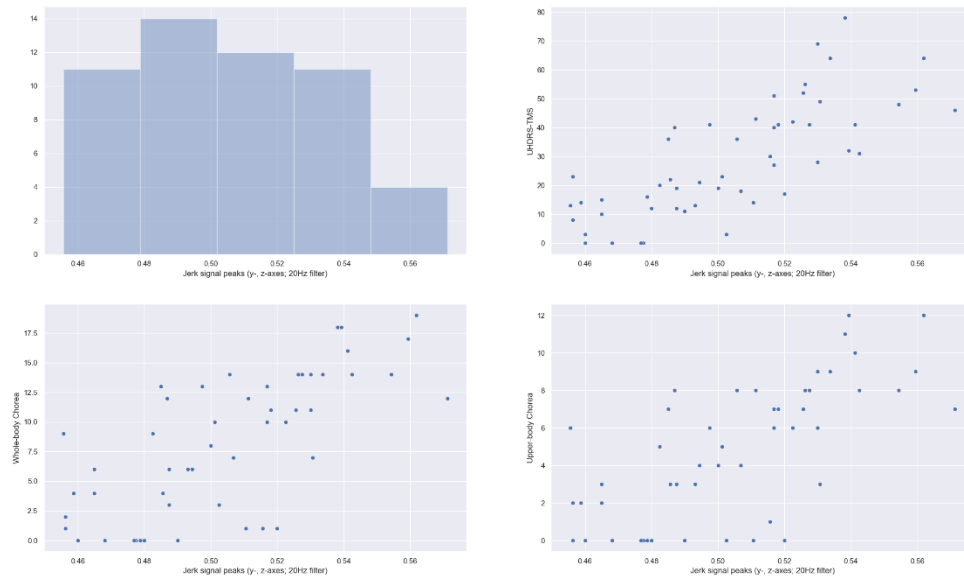 14
12
10
8
6
4
2
0
0.46 0.48 0.50 0.52 0.54 0.56
Jerk signal peaks (y-, z-axes; 20Hz filter)
80
70
60
50
40
30
20
10
0
UHDRS-TMS
0.46 0.48 0.50 0.52 0.54 0.56
Jerk signal peaks (y-, z-axes; 20Hz filter)
17.5
15.0
12.5
10.0
7.5
5.0
2.5
0.0
Whole-body Chorea
0.46 0.48 0.50 0.52 0.54 0.56
Jerk signal peaks (y-, z-axes; 20Hz filter)
12
10
8
6
4
2
0
Upper-body Chorea
0.46 0.48 0.50 0.52 0.54 0.56
Jerk signal peaks (y-, z-axes; 20Hz filter)